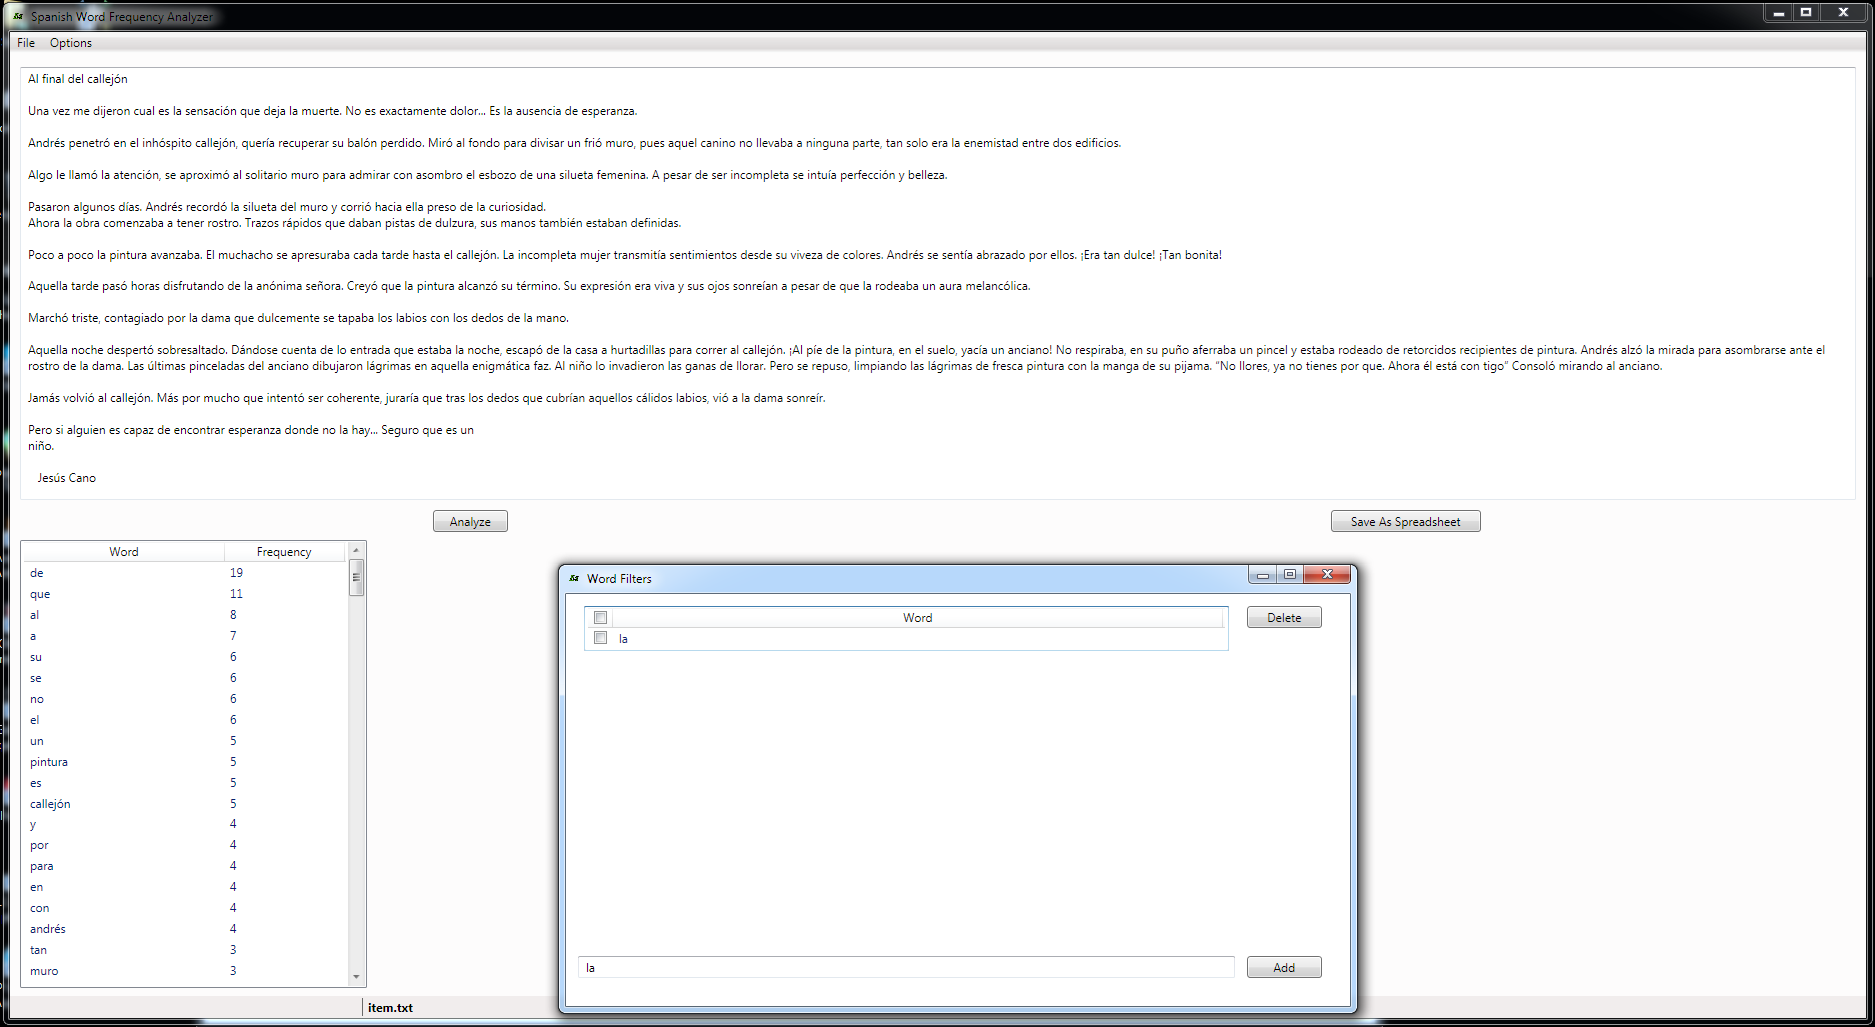 Spanish Word Frequency Analyzer
File Options
Al final del callejón
Una vez me dijeron cual es la sensación que deja la muerte. No es exactamente dolor... Es la ausencia de esperanza.
Andrés penetró en el inhóspito callejón, quería recuperar su balón perdido. Miró al fondo para divisar un frió muro, pues aquel canino no llevaba a ninguna parte, tan solo era la enemistad entre dos edificios.
Algo le llamó la atención, se aproximó al solitario muro para admirar con asombro el esbozo de una silueta femenina. A pesar de ser incompleta se intuía perfección y belleza.
Pasaron algunos días. Andrés recordó la silueta del muro y corrió hacia ella preso de la curiosidad.
Ahora la obra comenzaba a tener rostro. Trazos rápidos que daban pistas de dulzura, sus manos también estaban definidas.
Poco a poco la pintura avanzaba. El muchacho se apresuraba cada tarde hasta el callejón. La incompleta mujer transmitía sentimientos desde su viveza de colores. Andrés se sentía abrazado por ellos. ¡Era tan dulce! ¡Tan bonita!
Aquella tarde pasó horas disfrutando de la anónima señora. Creyó que la pintura alcanzó su término. Su expresión era viva y sus ojos sonreían a pesar de que la rodeaba un aura melancólica.
Marchó triste, contagiado por la dama que dulcemente se tapaba los labios con los dedos de la mano.
Aquella noche despertó sobresaltado. Dándose cuenta de lo entrada que estaba la noche, escapó de la casa a hurtadillas para correr al callejón. ¡Al píe de la pintura, en el suelo, yacía un anciano! No respiraba, en su puño aferraba un pincel y estaba rodeado de retorcidos recipientes de pintura. Andrés alzó la mirada para asombrarse ante el
rostro de la dama. Las últimas pinceladas del anciano dibujaron lágrimas en aquella enigmática faz. Al niño lo invadieron las ganas de llorar. Pero se repuso, limpiando las lágrimas de fresca pintura con la manga de su pijama. “No llores, ya no tienes por que. Ahora él está con tigo” Consoló mirando al anciano.
Jamás volvió al callejón. Más por mucho que intentó ser coherente, juraría que tras los dedos que cubrían aquellos cálidos labios, vió a la dama sonreír.
Pero si alguien es capaz de encontrar esperanza donde no la hay... Seguro que es un
niño.
Jesús Cano
Analyze
Save As Spreadsheet
Word Frequency
de 19
que 11
al 8
a 7
su 6
se 6
no 6
el 6
un 5
pintura 5
es 5
callejón 5
y 4
por 4
para 4
en 4
con 4
andrés 4
tan 3
muro 3
Word Filters
Word
Delete
la
la
Add
item.txt